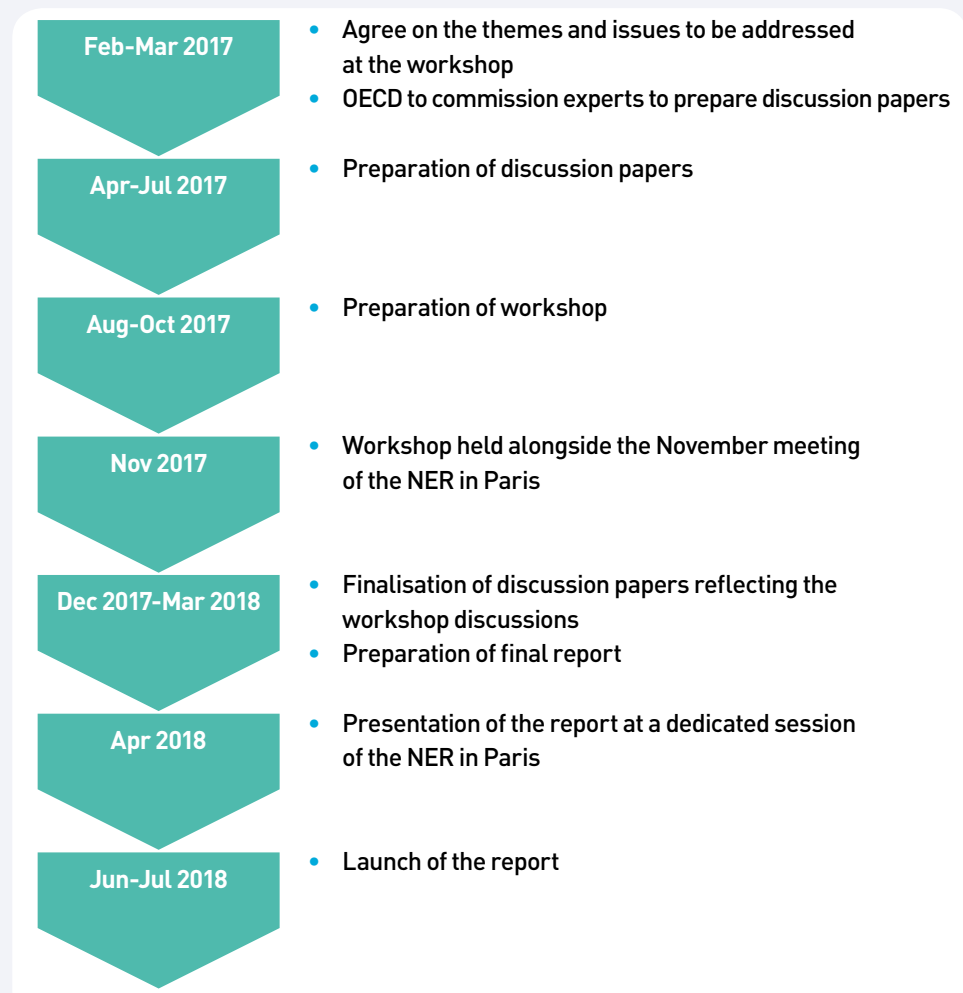 Feb-Mar 2017
• Agree on the themes and issues to be addressed
at the workshop
• OECD to commission experts to prepare discussion papers
Apr-Jul 2017
• Preparation of discussion papers
Aug-Oct 2017
• Preparation of workshop
Nov 2017
• Workshop held alongside the November meeting
of the NER in Paris
Dec 2017-Mar 2018
• Finalisation of discussion papers reflecting the
workshop discussions
• Preparation of final report
Apr 2018
• Presentation of the report at a dedicated session
of the NER in Paris
Jun-Jul 2018
• Launch of the report